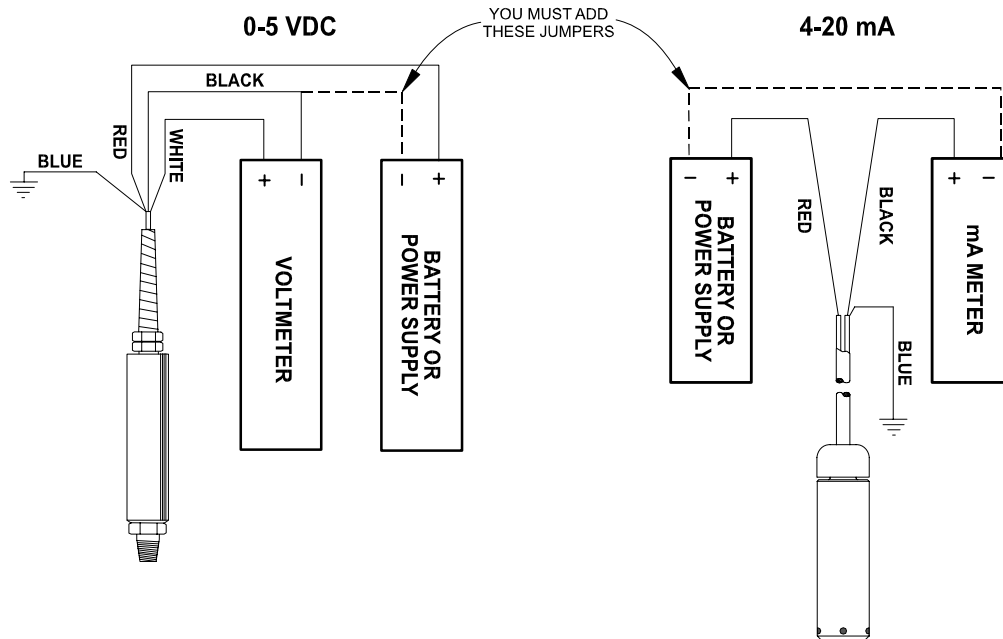 0-5 VDC
YOU MUST ADD
THESE JUMPERS
4-20 mA
BLACK
RED
WHITE
BLUE
+ –
VOLTMETER
– +
BATTERY OR
POWER SUPPLY
– +
BATTERY OR
POWER SUPPLY
RED
BLACK
+ –
mA METER
BLUE